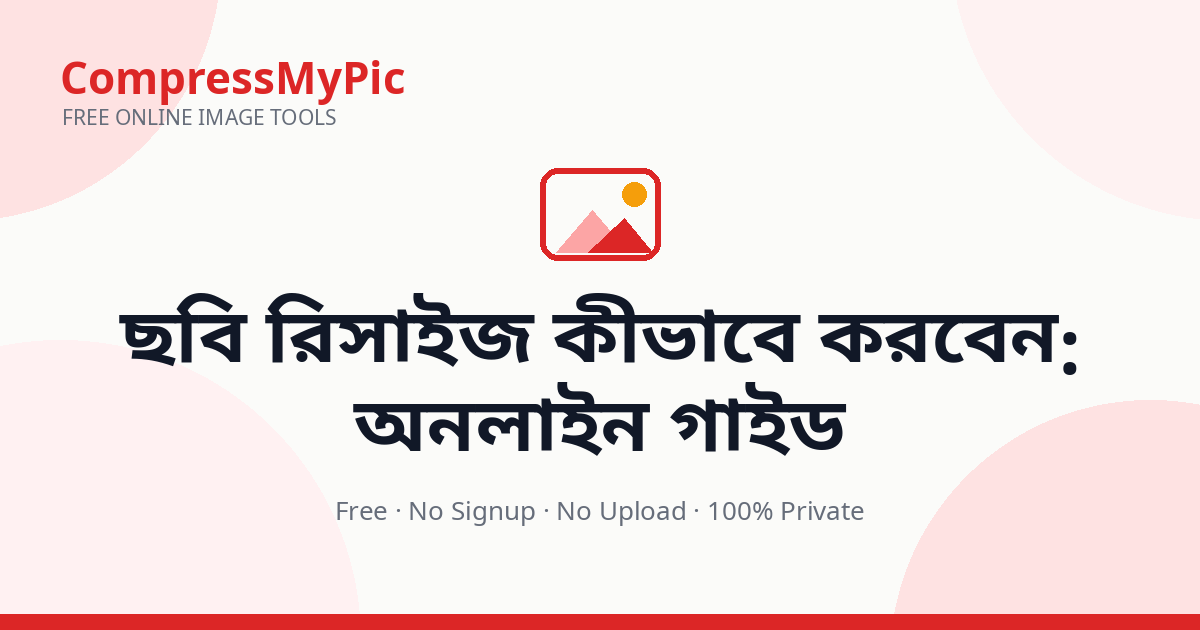 CompressMyPic
FREE ONLINE IMAGE TOOLS
ছবি রিসাইজ কীভাবে করবেন:
অনলাইন গাইড
Free · No Signup · No Upload · 100% Private